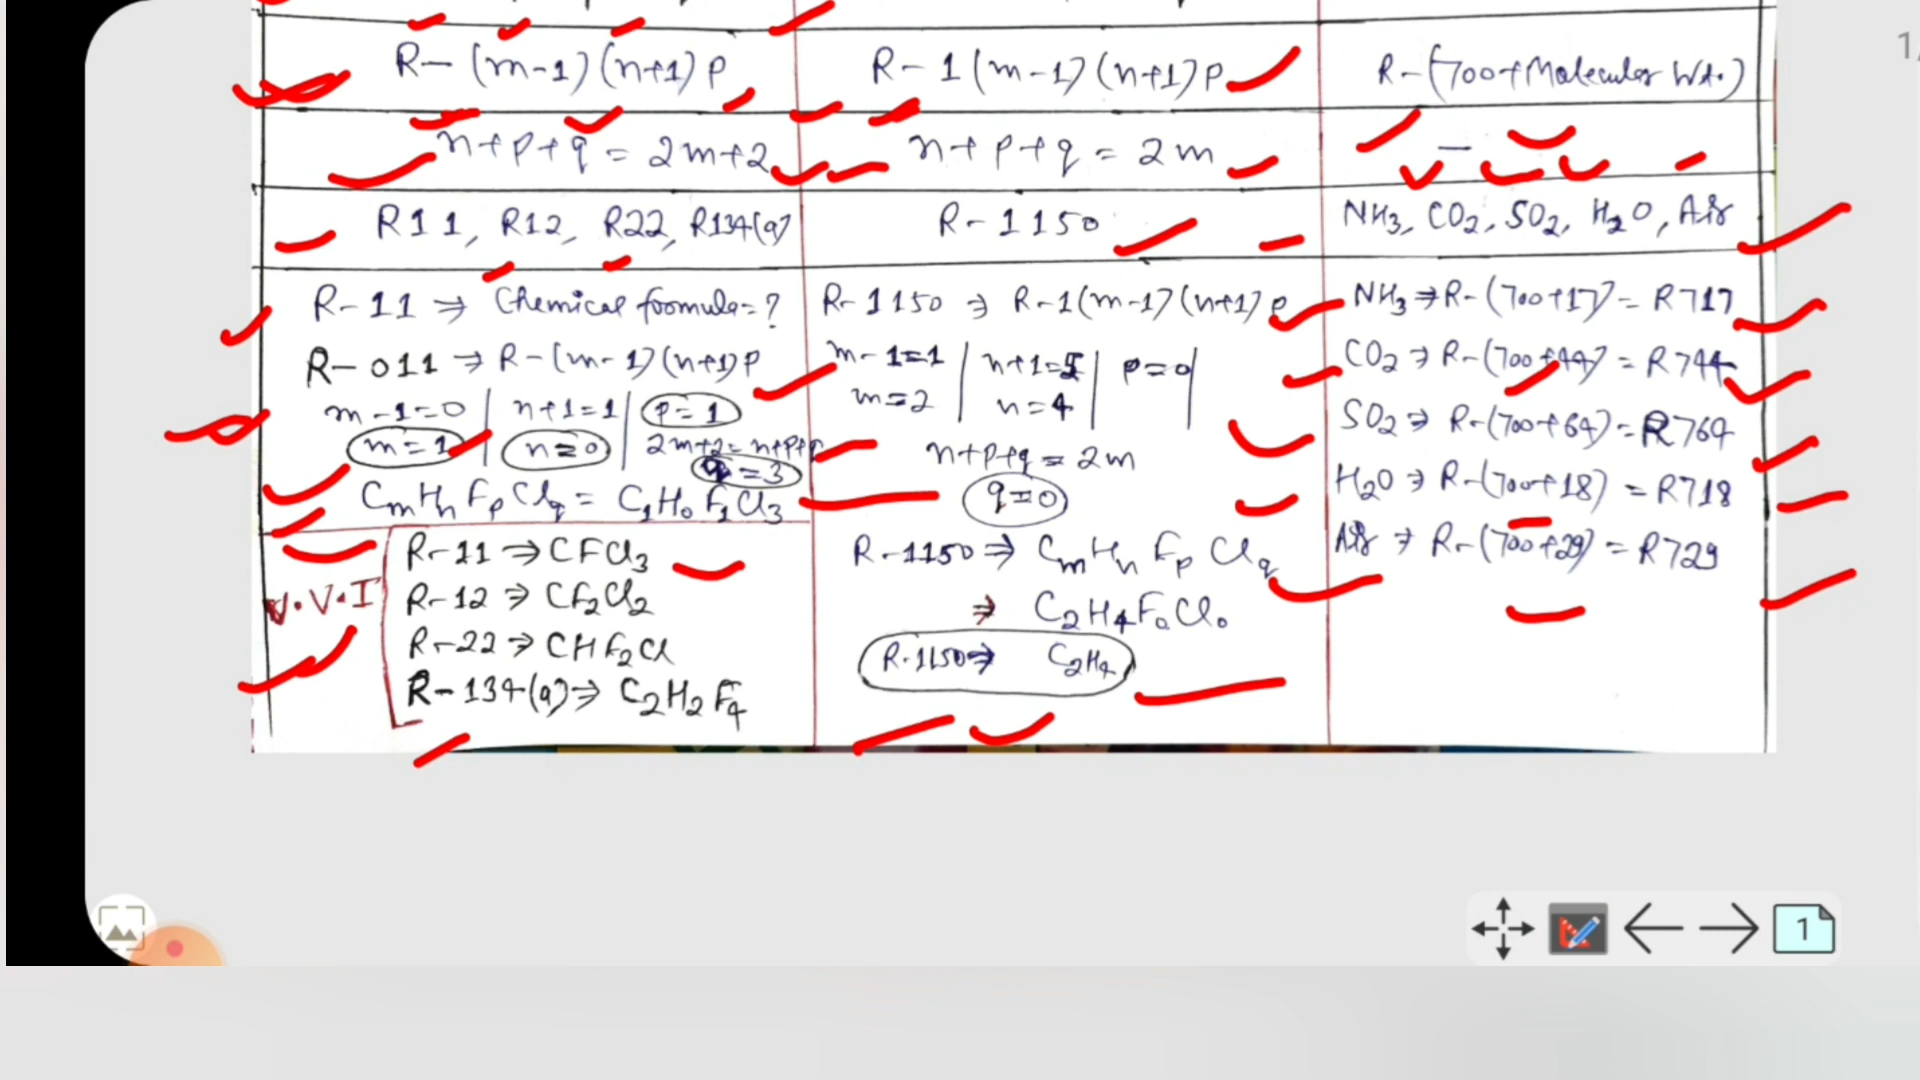 R-(m-1)(n+1)P
R-1(m-1)(n+1)P
R-(700+Molecular Wt.)
n+p+q = 2m+2
n+p+q = 2m
-
R11, R12, R22, R134(a)
R-1150
NH3, CO2, SO2, H2O, Air
R-11 ⇒ Chemical formula=?
R-011 → R-(m-1)(n+1)P
m-1=0 | n+1=1 | P=1
m=1 | n=0 | 2m+2=n+p+q
q=3
CmHnFpClq = C1H0F1Cl3
V.V.I
R-11 ⇒ CFCl3
R-12 ⇒ CF2Cl2
R-22 ⇒ CHF2Cl
R-134(a) ⇒ C2H2F4
R-1150 ⇒ R-1(m-1)(n+1)P
m-1=1 | n+1=5 | P=0
m=2 | n=4
n+p+q = 2m
q=0
R-1150 ⇒ CmHnFpClq
⇒ C2H4F0Cl0
R-1150 ⇒ C2H4
NH3 ⇒ R-(700+17) = R717
CO2 ⇒ R-(700+44) = R744
SO2 ⇒ R-(700+64) = R764
H2O ⇒ R-(700+18) = R718
Air ⇒ R-(700+29) = R729
1